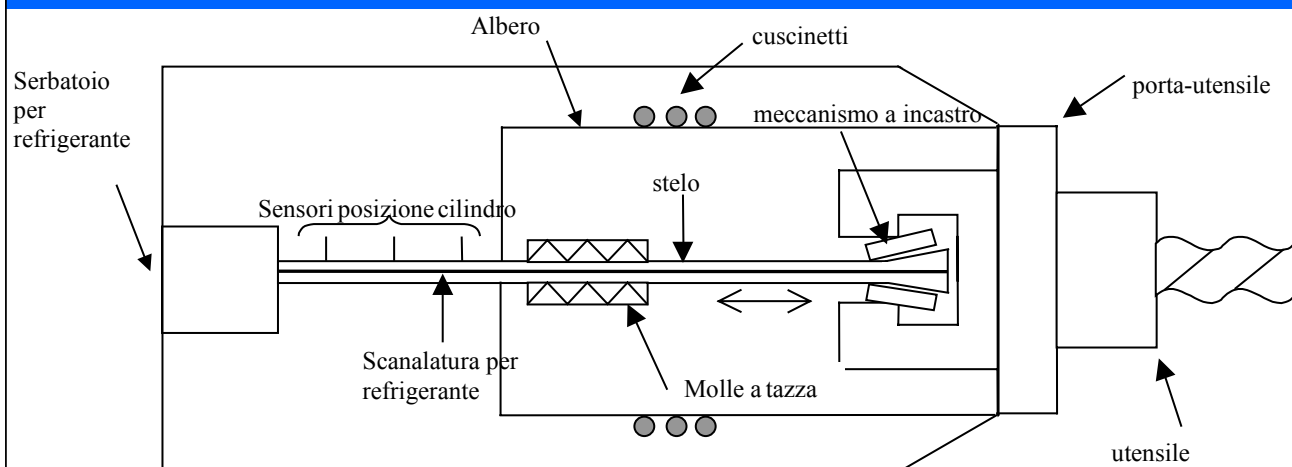 Albero
cuscinetti
Serbatoio
per
refrigerante
porta-utensile
meccanismo a incastro
stelo
Sensori posizione cilindro
Scanalatura per
refrigerante
Molle a tazza
utensile